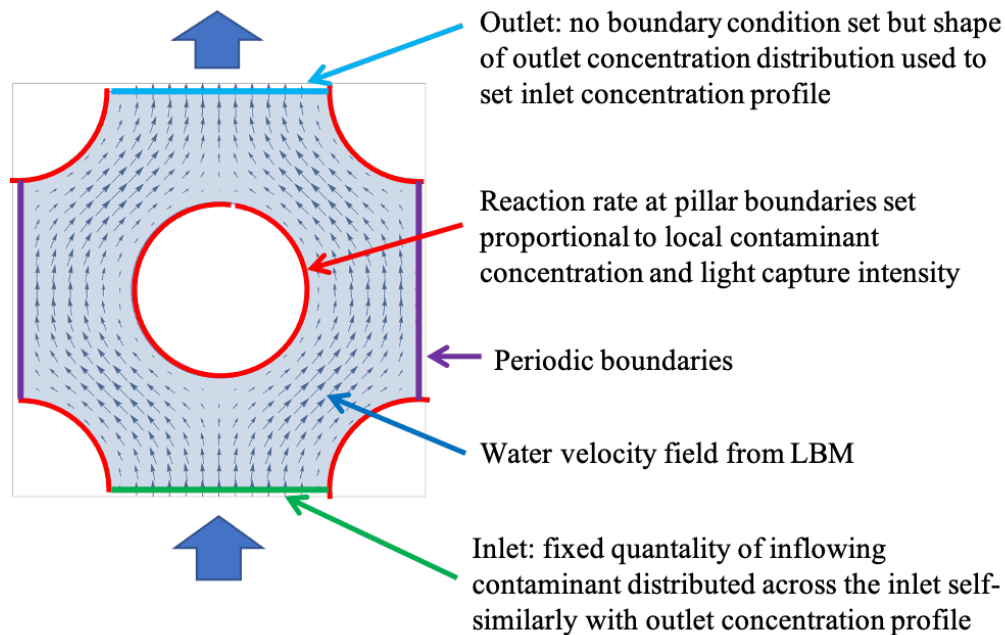 Outlet: no boundary condition set but shape
of outlet concentration distribution used to
set inlet concentration profile
Reaction rate at pillar boundaries set
proportional to local contaminant
concentration and light capture intensity
Periodic boundaries
Water velocity field from LBM
Inlet: fixed quantality of inflowing
contaminant distributed across the inlet self-
similarly with outlet concentration profile